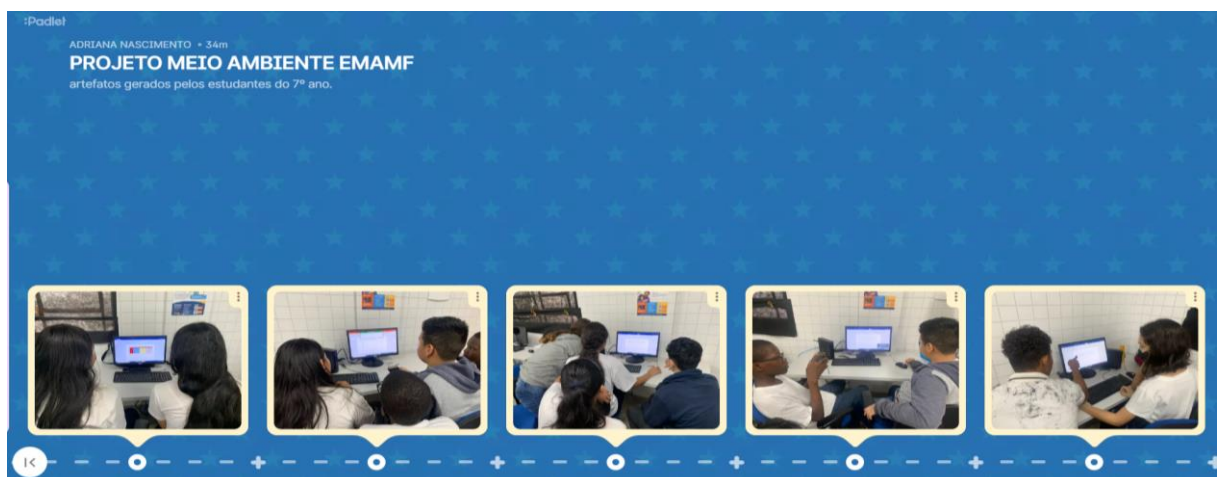 :Padlet
ADRIANA NASCIMENTO • 34m
PROJETO MEIO AMBIENTE EMAMF
artefatos gerados pelos estudantes do 7º ano.